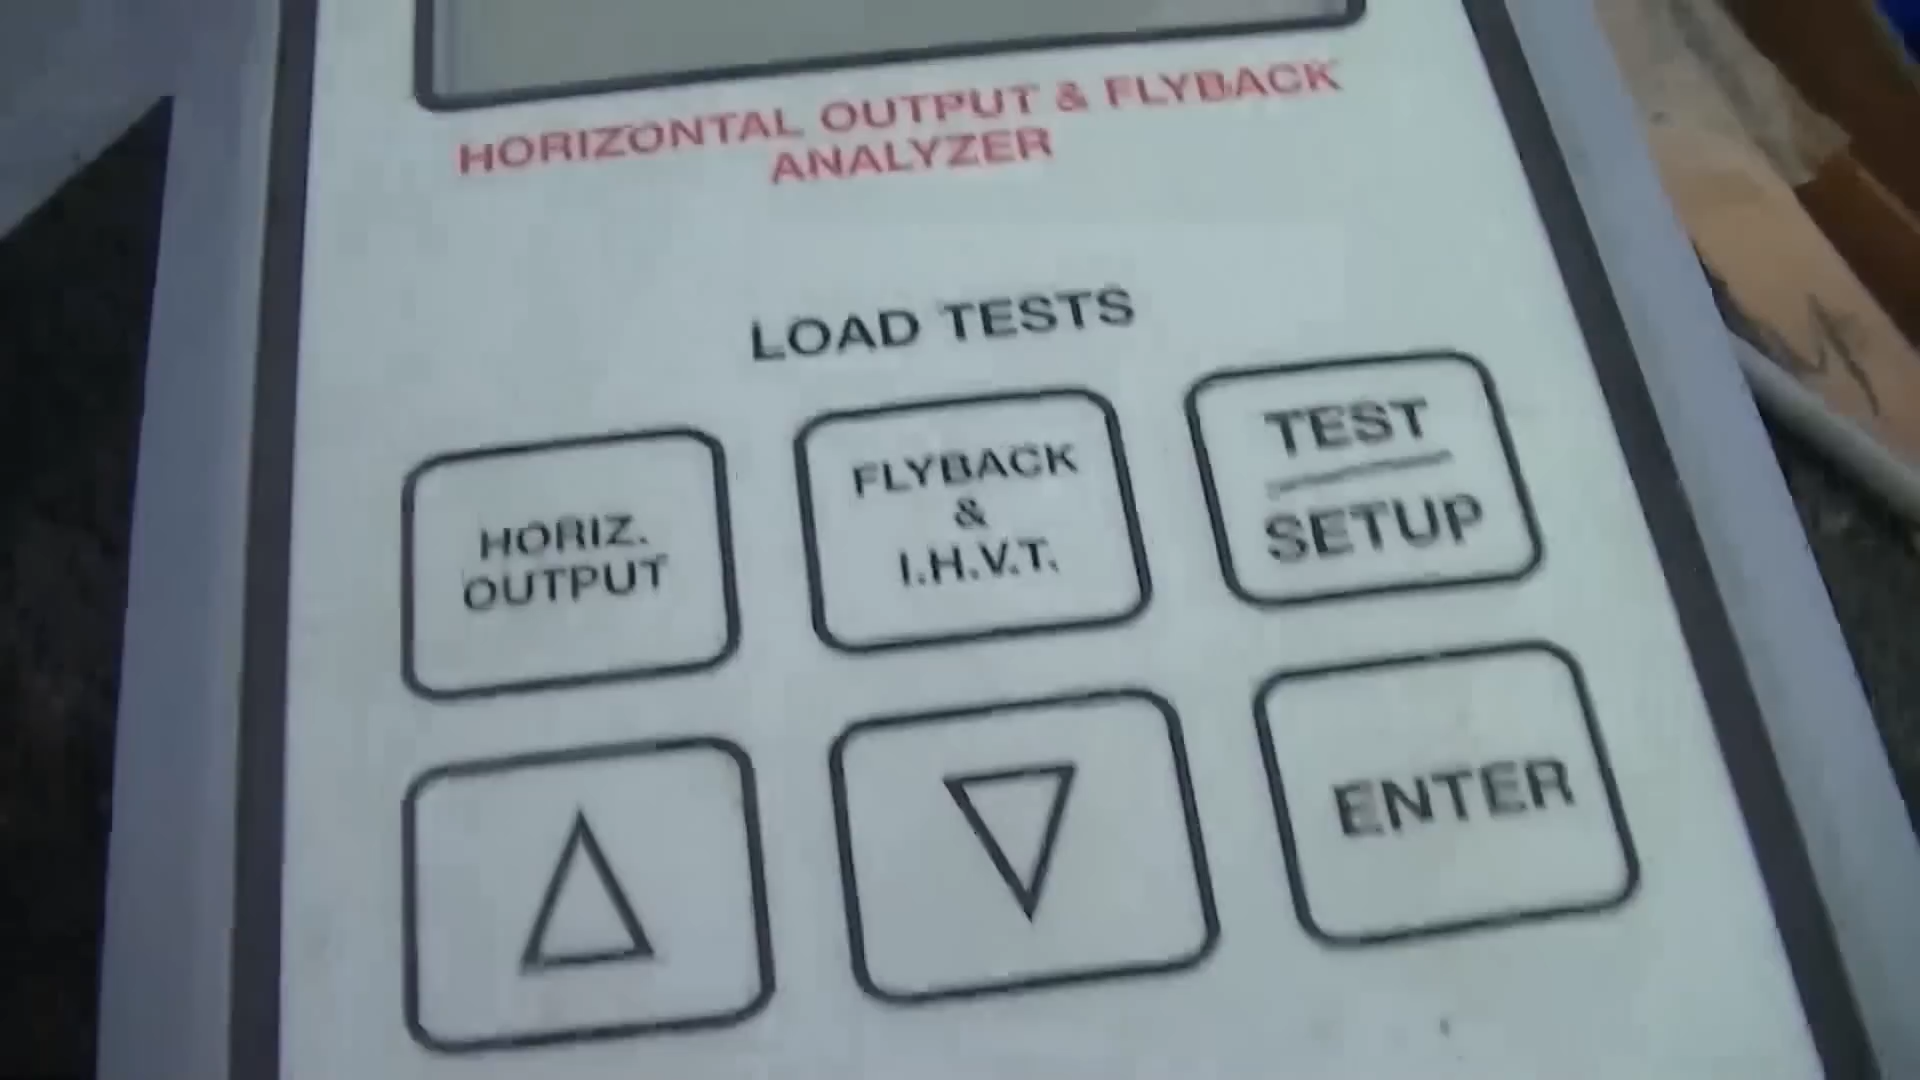 HORIZONTAL OUTPUT & FLYBACK
ANALYZER
LOAD TESTS
HORIZ.
OUTPUT
FLYBACK
&
I.H.V.T.
TEST
SETUP
ENTER